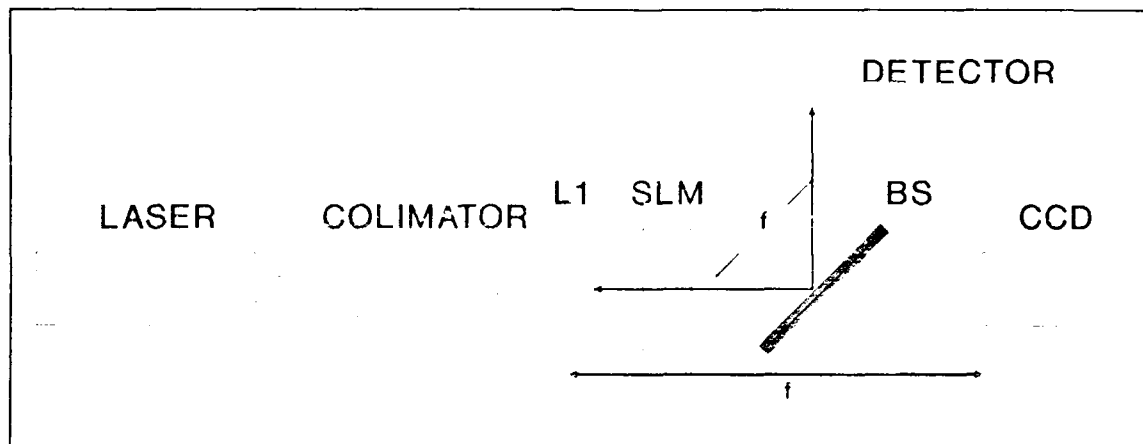 DETECTOR
L1 SLM BS
LASER COLIMATOR f CCD
f